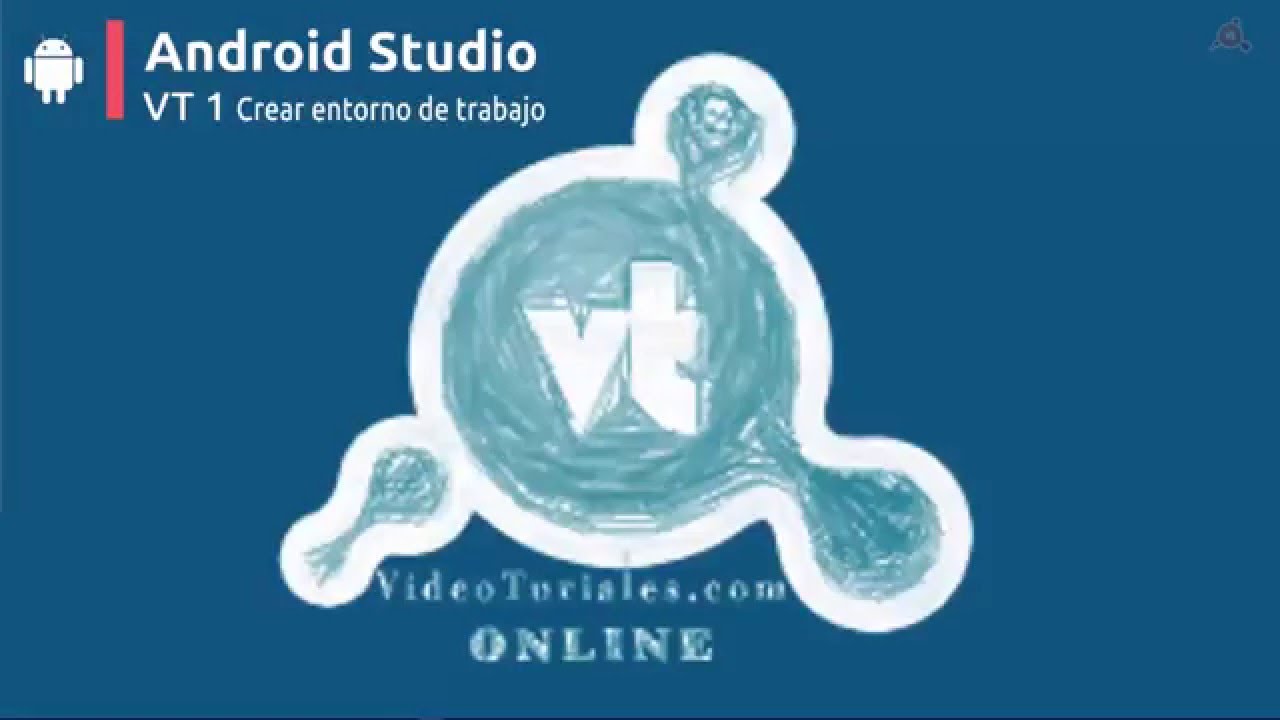 Android Studio
VT 1 Crear entorno de trabajo
vt
VideoTuriales.com
ONLINE